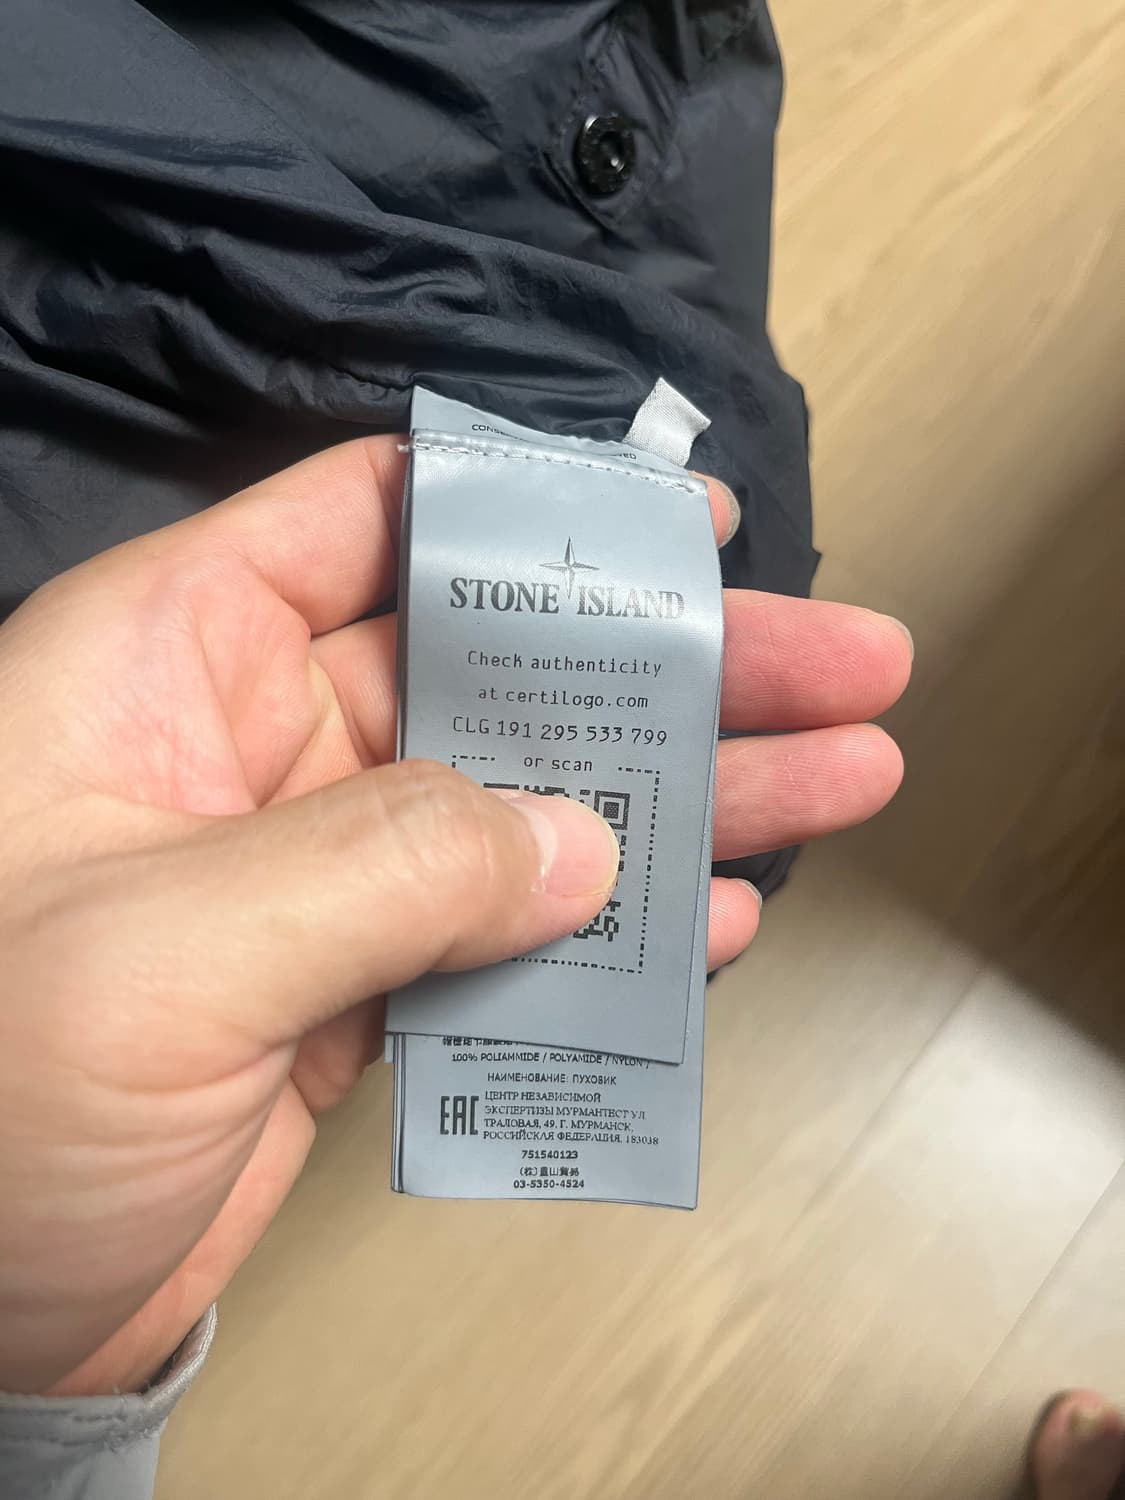 STONE ISLAND
Check authenticity
at certilogo.com
CLG 191 295 533 799
or scan
100% POLIAMMIDE / POLYAMIDE / NYLON /
НАИМЕНОВАНИЕ: ПУХОВИК
EAC
ЦЕНТР НЕЗАВИСИМОЙ
ЭКСПЕРТИЗЫ МУРМАНТЕСТ УЛ.
ТРАЛОВАЯ, 49, Г. МУРМАНСК,
РОССИЙСКАЯ ФЕДЕРАЦИЯ, 183038
751540123
03-5350-4524